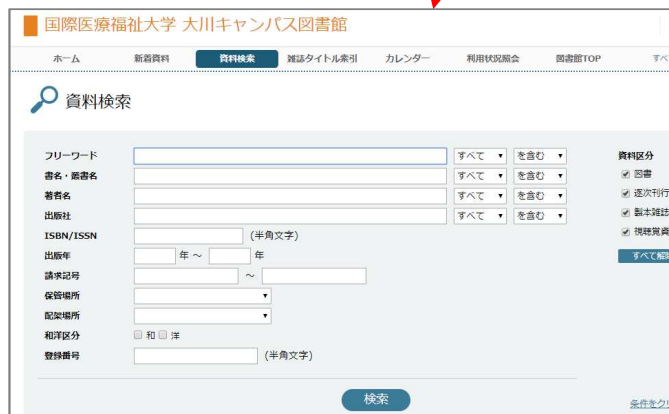 国際医療福祉大学 大川キャンパス図書館
ホーム 新着資料 資料検索 雑誌タイトル索引 カレンダー 利用状況照会 図書館TOP すべ
資料検索
フリーワード すべて を含む 資料区分
書名・叢書名 すべて を含む 図書
著者名 すべて を含む 逐次刊行
出版社 すべて を含む 製本雑誌
ISBN/ISSN (半角文字) 視聴覚資
出版年 年 ～ 年 すべて解除
請求記号 ～
保管場所
配架場所
和洋区分 和 洋
登録番号 (半角文字)
検索 条件をクリ